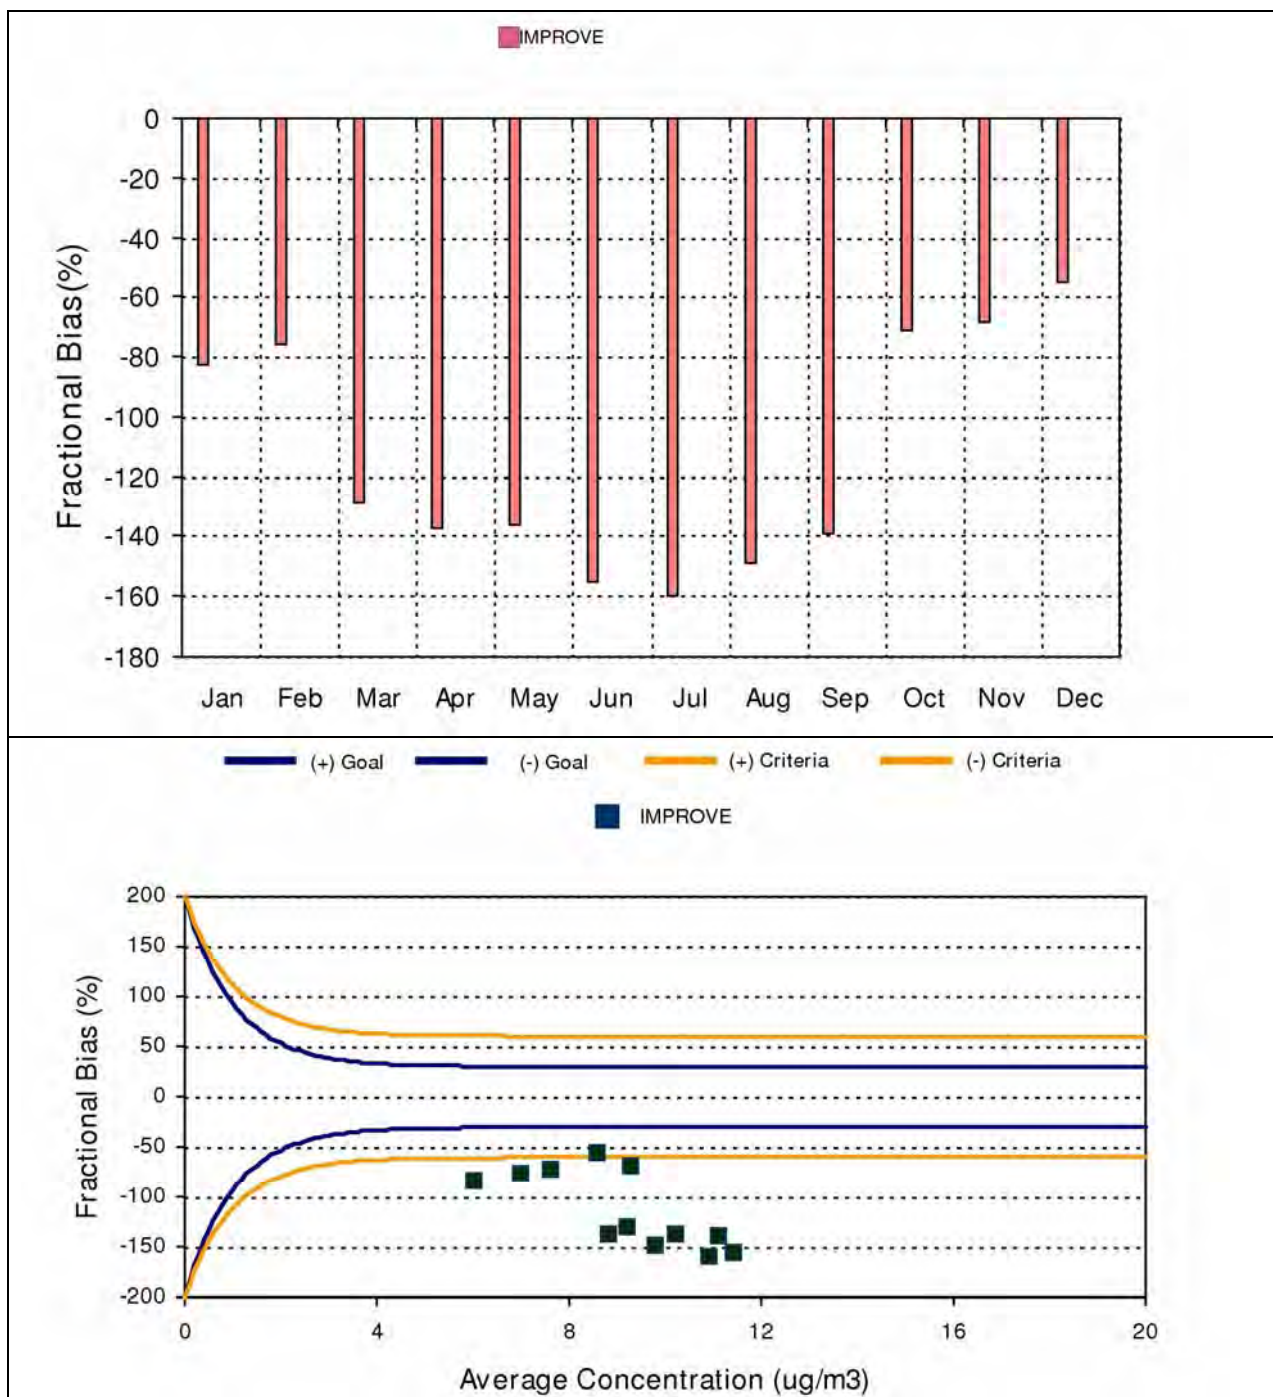 IMPROVE
0
-20
-40
-60
-80
-100
-120
-140
-160
-180
Fractional Bias(%)
Jan Feb Mar Apr May Jun Jul Aug Sep Oct Nov Dec
(+) Goal (-) Goal (+) Criteria (-) Criteria
IMPROVE
200
150
100
50
0
-50
-100
-150
-200
Fractional Bias (%)
0 4 8 12 16 20
Average Concentration (ug/m3)